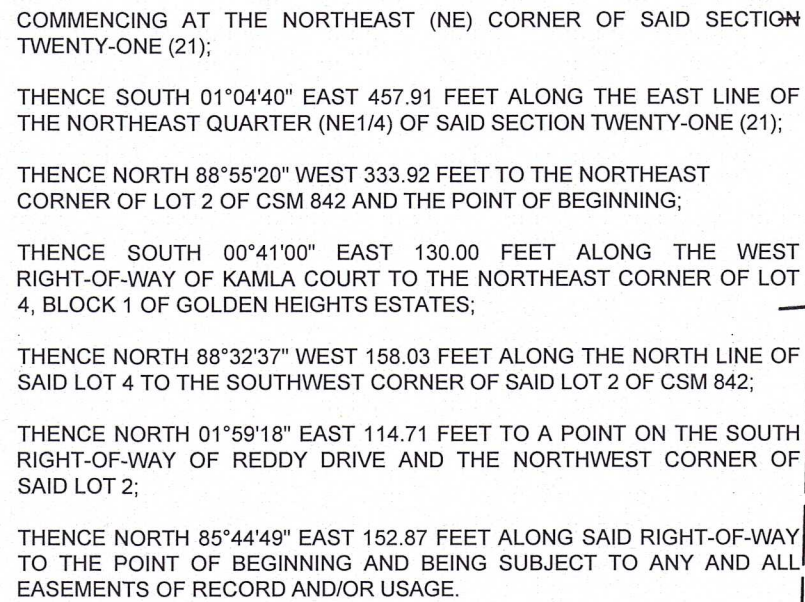 COMMENCING AT THE NORTHEAST (NE) CORNER OF SAID SECTION
TWENTY-ONE (21);
THENCE SOUTH 01°04'40" EAST 457.91 FEET ALONG THE EAST LINE OF
THE NORTHEAST QUARTER (NE1/4) OF SAID SECTION TWENTY-ONE (21);
THENCE NORTH 88°55'20" WEST 333.92 FEET TO THE NORTHEAST
CORNER OF LOT 2 OF CSM 842 AND THE POINT OF BEGINNING;
THENCE SOUTH 00°41'00" EAST 130.00 FEET ALONG THE WEST
RIGHT-OF-WAY OF KAMLA COURT TO THE NORTHEAST CORNER OF LOT
4, BLOCK 1 OF GOLDEN HEIGHTS ESTATES;
THENCE NORTH 88°32'37" WEST 158.03 FEET ALONG THE NORTH LINE OF
SAID LOT 4 TO THE SOUTHWEST CORNER OF SAID LOT 2 OF CSM 842;
THENCE NORTH 01°59'18" EAST 114.71 FEET TO A POINT ON THE SOUTH
RIGHT-OF-WAY OF REDDY DRIVE AND THE NORTHWEST CORNER OF
SAID LOT 2;
THENCE NORTH 85°44'49" EAST 152.87 FEET ALONG SAID RIGHT-OF-WAY
TO THE POINT OF BEGINNING AND BEING SUBJECT TO ANY AND ALL
EASEMENTS OF RECORD AND/OR USAGE.